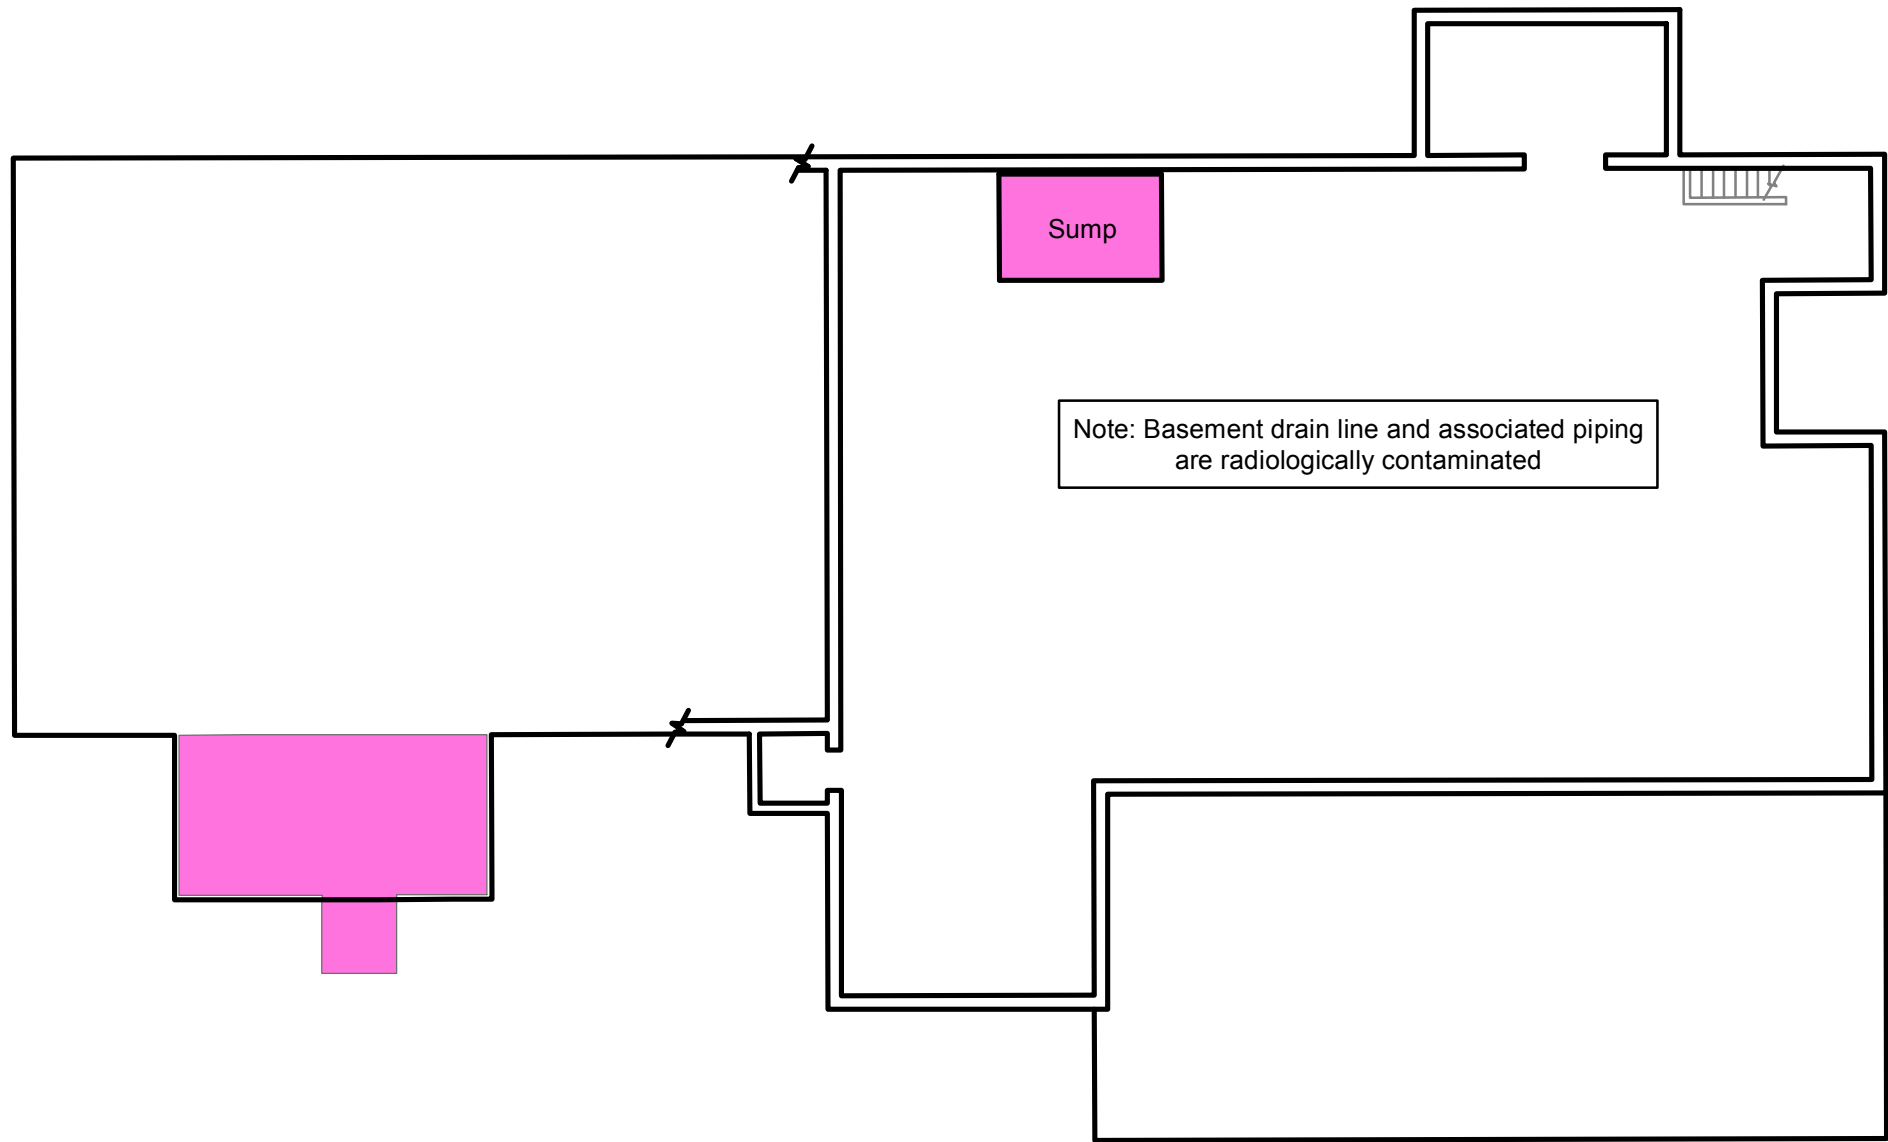 Sump
Note: Basement drain line and associated piping
are radiologically contaminated